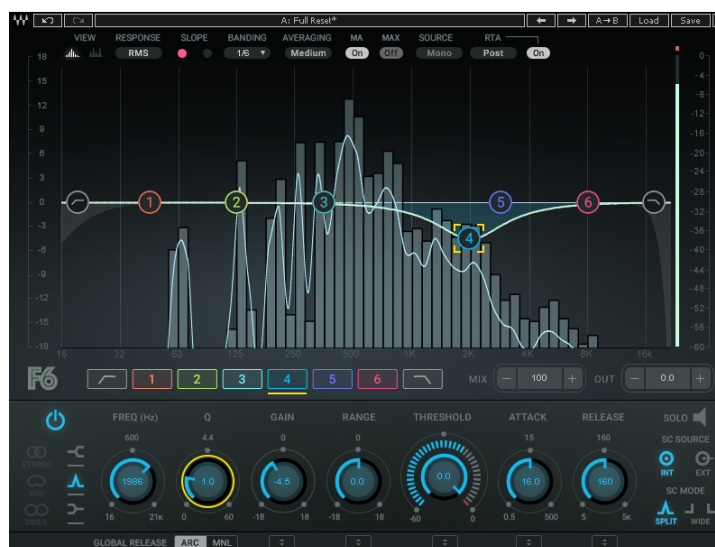 A: Full Reset*
A→B
Load
Save
VIEW RESPONSE SLOPE BANDING AVERAGING MA MAX SOURCE RTA
RMS 1/6 Medium On Off Mono Post On
18
15
12
9
6
3
0
-3
-6
-9
-12
-15
-18
0-
-4-
-8-
-12-
-16-
-20-
-24-
-28-
-32-
-36-
-40-
-44-
-48-
-52-
-56-
-60-
1 2 3 4 5 6
16 32 63 125 250 500 1K 2K 4K 8K 16k
F6 1 2 3 4 5 6 MIX − 100 + OUT − 0.0 +
FREQ (Hz) Q GAIN RANGE THRESHOLD ATTACK RELEASE SOLO
600 4.4 0 0 15 160
SC SOURCE
STEREO
MID
SIDES
1986 1.0 -4.5 0.0 0.0 16.0 160
INT EXT
SC MODE
16 21K 0 60 -18 18 -18 18 -60 0 0.5 500 5 5K
SPLIT WIDE
GLOBAL RELEASE ARC MNL